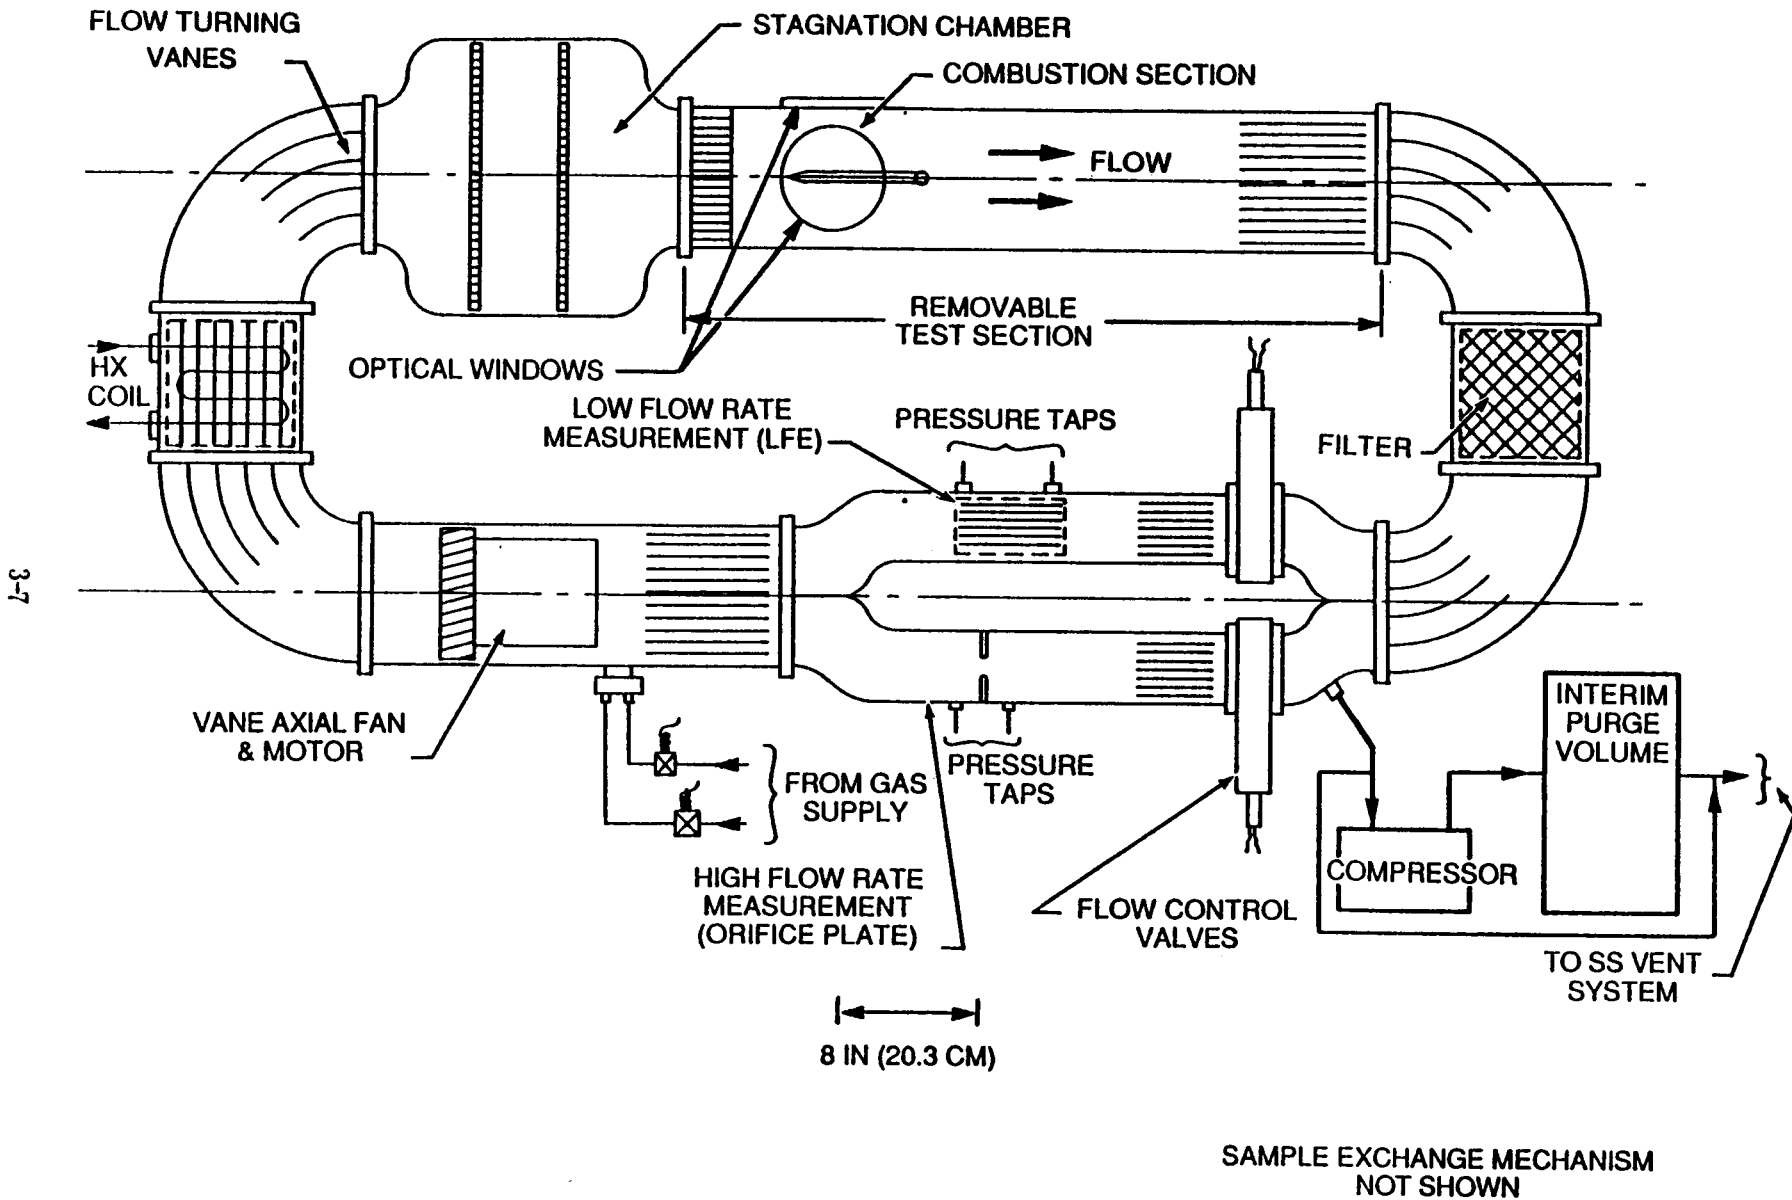 FLOW TURNING
VANES
STAGNATION CHAMBER
COMBUSTION SECTION
FLOW
REMOVABLE
TEST SECTION
HX
COIL
OPTICAL WINDOWS
LOW FLOW RATE
MEASUREMENT (LFE)
PRESSURE TAPS
FILTER
3-7
VANE AXIAL FAN
& MOTOR
FROM GAS
SUPPLY
PRESSURE
TAPS
INTERIM
PURGE
VOLUME
COMPRESSOR
HIGH FLOW RATE
MEASUREMENT
(ORIFICE PLATE)
FLOW CONTROL
VALVES
TO SS VENT
SYSTEM
8 IN (20.3 CM)
SAMPLE EXCHANGE MECHANISM
NOT SHOWN